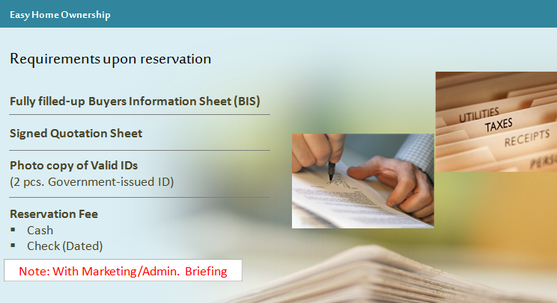 Easy Home Ownership
Requirements upon reservation
Fully filled-up Buyers Information Sheet (BIS)
Signed Quotation Sheet
Photo copy of Valid IDs
(2 pcs. Government-issued ID)
Reservation Fee
▪ Cash
▪ Check (Dated)
Note: With Marketing/Admin. Briefing
UTILITIES
TAXES
RECEIPTS